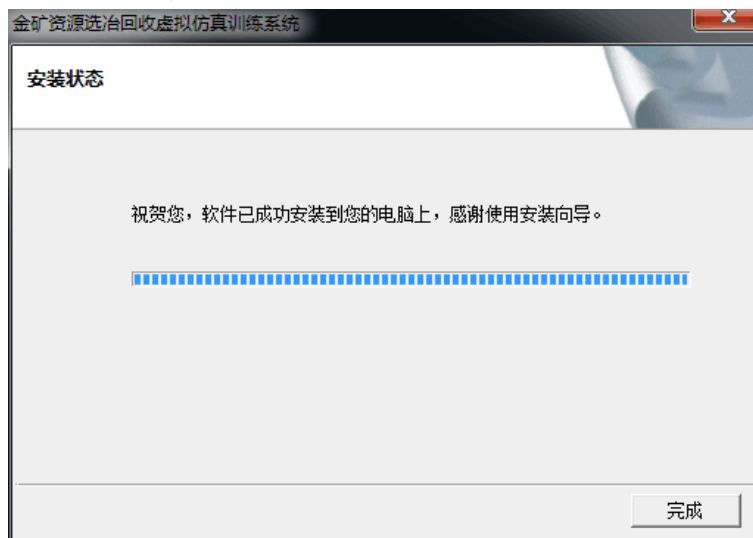 金矿资源选冶回收虚拟仿真训练系统
安装状态
祝贺您，软件已成功安装到您的电脑上，感谢使用安装向导。
完成